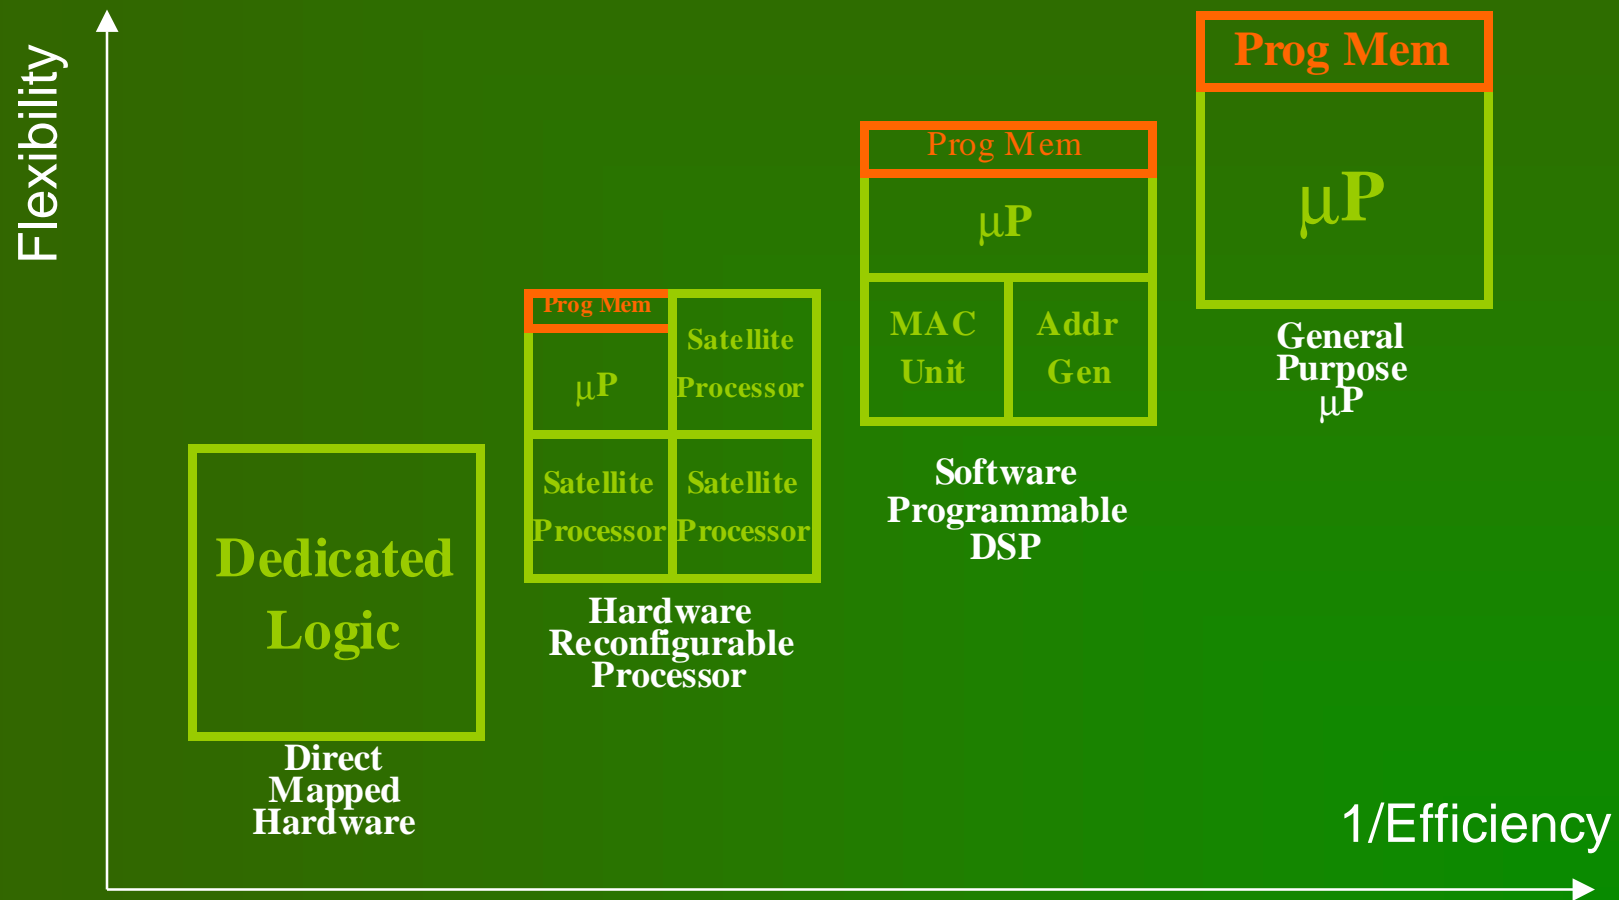 Flexibility
Prog Mem
μP
General
Purpose
μP
Prog Mem
μP
MAC
Unit
Addr
Gen
Software
Programmable
DSP
Prog Mem
μP
Satellite
Processor
Satellite
Processor
Satellite
Processor
Hardware
Reconfigurable
Processor
Dedicated
Logic
Direct
Mapped
Hardware
1/Efficiency